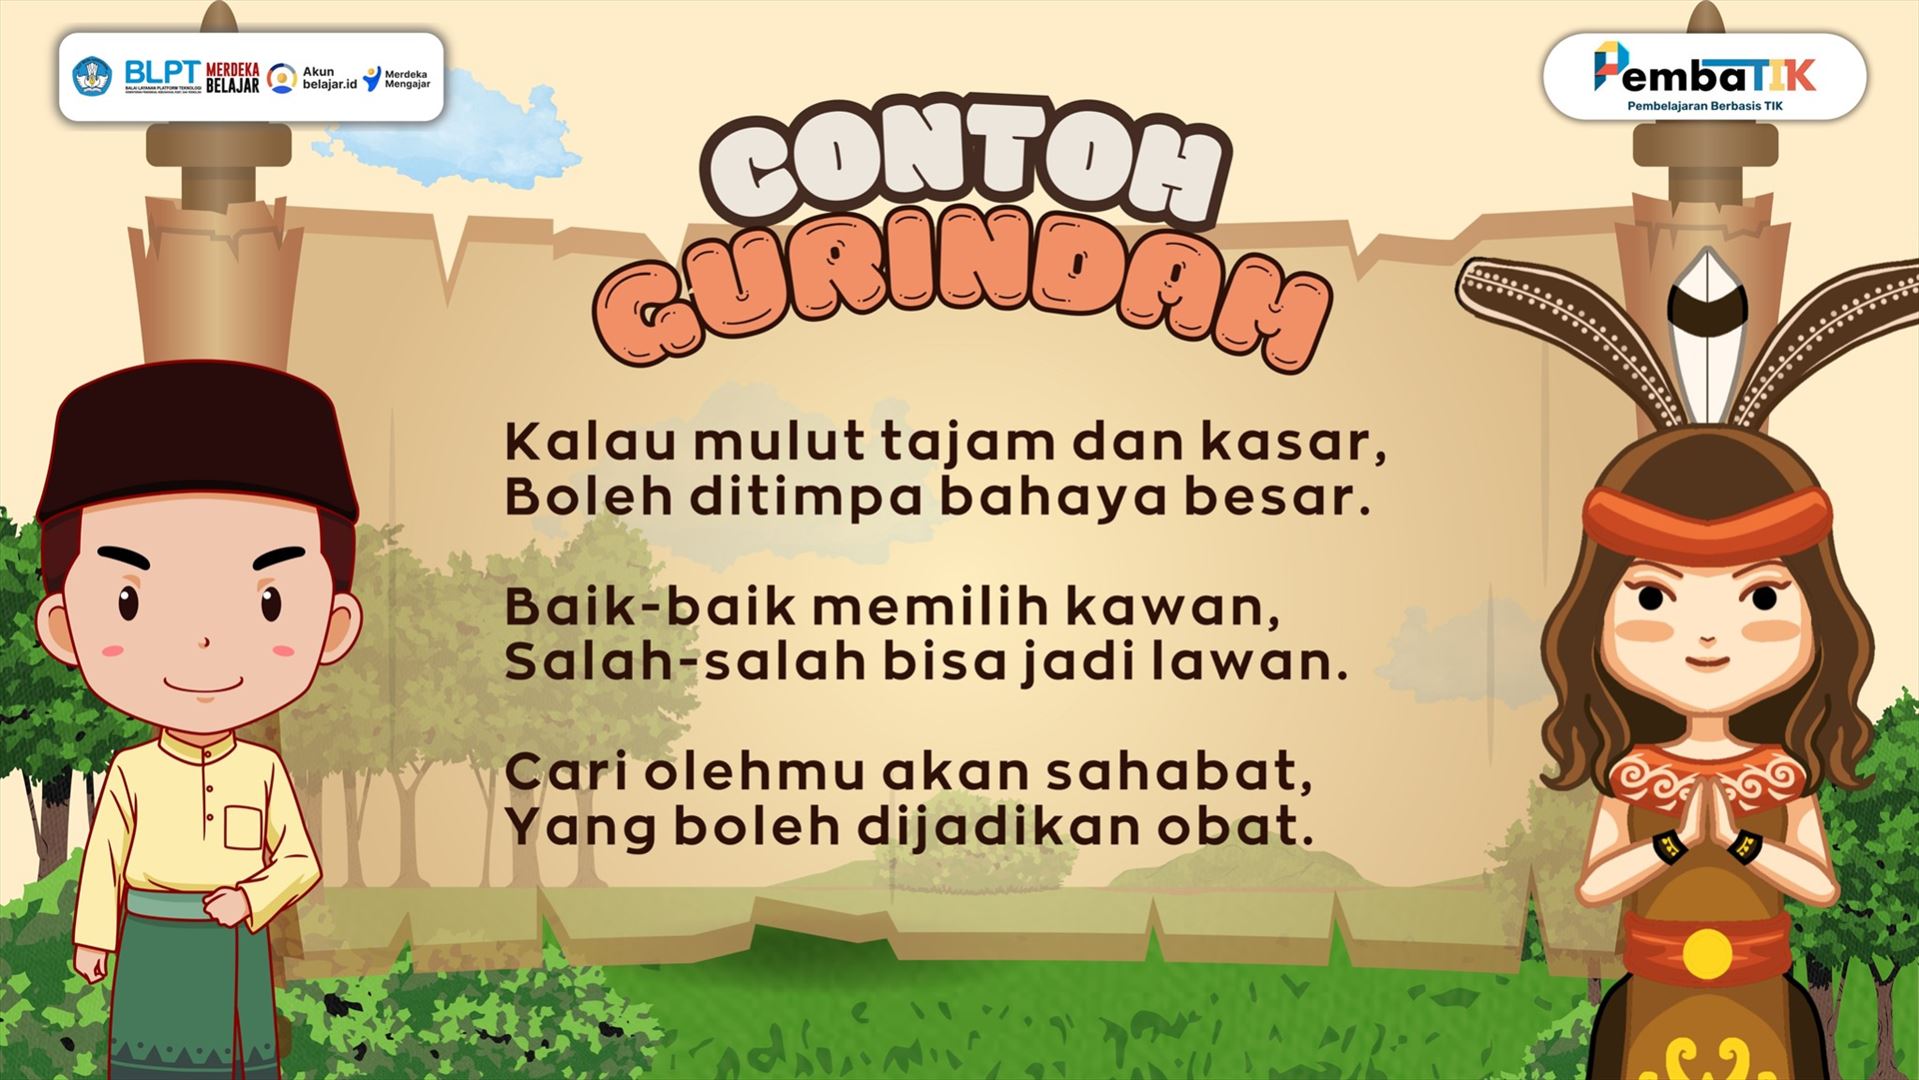 BLPT
MERDEKA
BELAJAR
Akun
belajar.id
Merdeka
Mengajar
PembaTIK
Pembelajaran Berbasis TIK
CONTOH
GURINDAM
Kalau mulut tajam dan kasar,
Boleh ditimpa bahaya besar.
Baik-baik memilih kawan,
Salah-salah bisa jadi lawan.
Cari olehmu akan sahabat,
Yang boleh dijadikan obat.